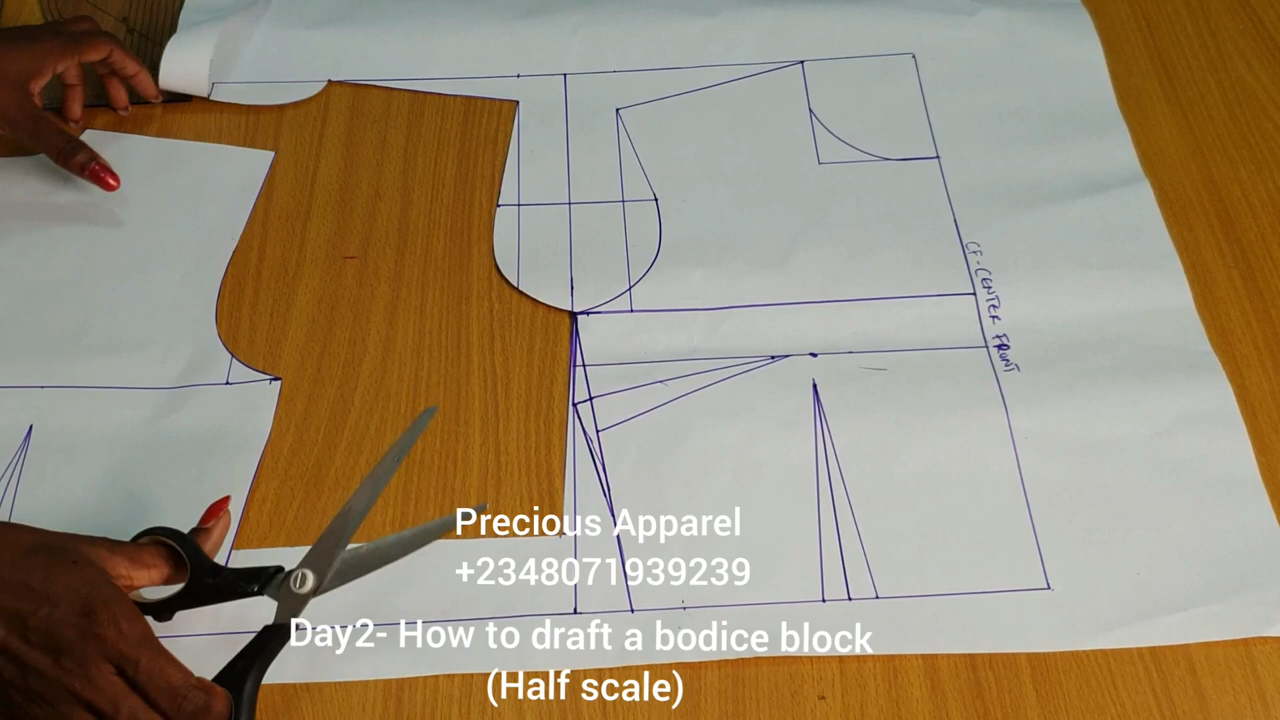 CF-CENTER FRONT
Precious Apparel
+2348071939239
Day2- How to draft a bodice block
(Half scale)